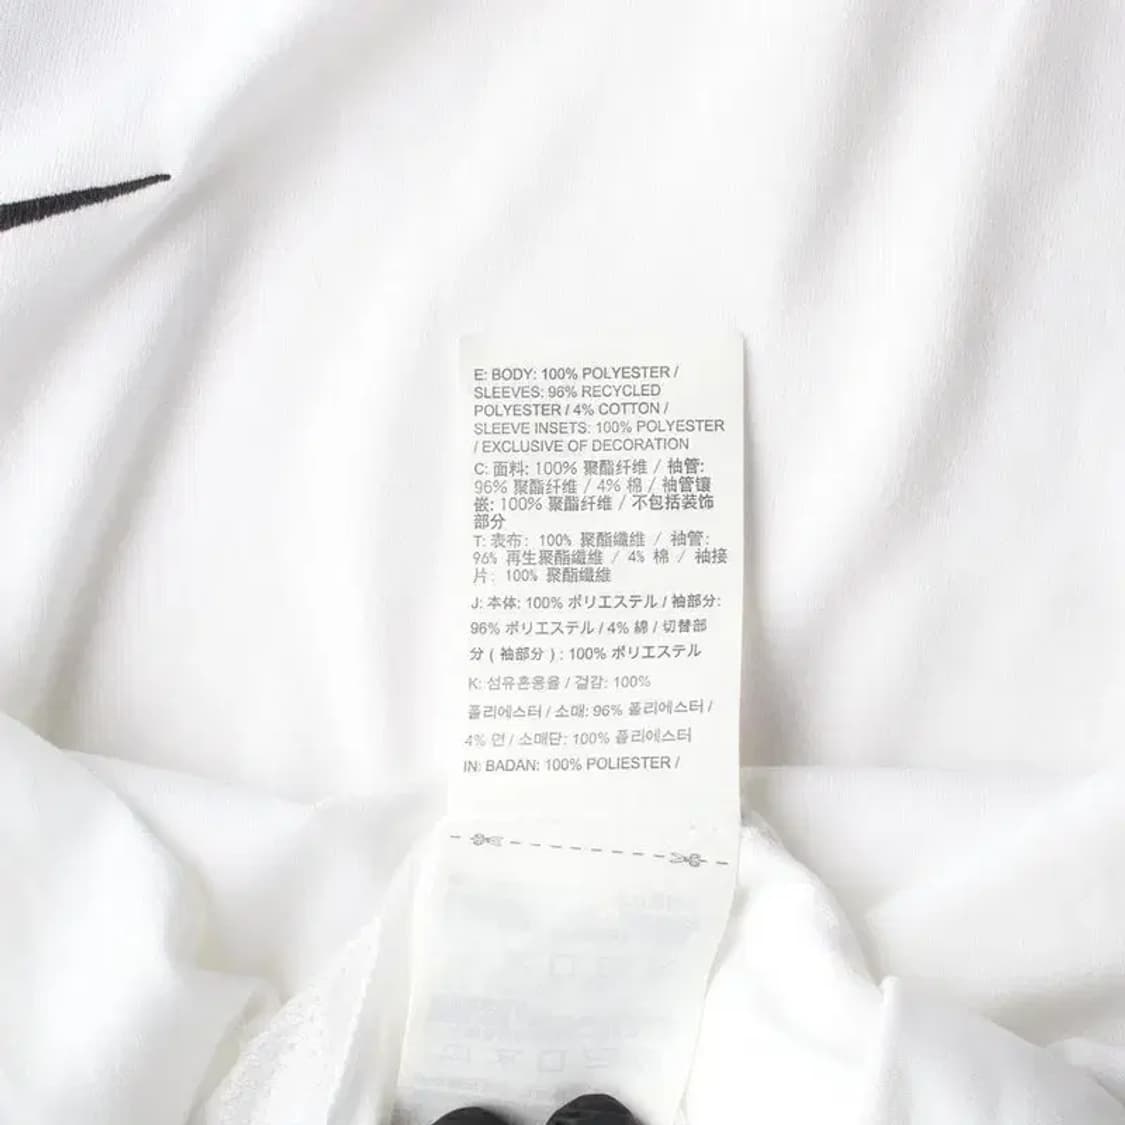 E: BODY: 100% POLYESTER /
SLEEVES: 96% RECYCLED
POLYESTER / 4% COTTON /
SLEEVE INSETS: 100% POLYESTER
/ EXCLUSIVE OF DECORATION
C: 面料: 100% 聚酯纤维 / 袖管:
96% 聚酯纤维 / 4% 棉 / 袖管镶
嵌: 100% 聚酯纤维 / 不包括装饰
部分
T: 表布: 100% 聚酯纖維 / 袖管:
96% 再生聚酯纖維 / 4% 棉 / 袖接
片: 100% 聚酯纖維
J: 本体: 100% ポリエステル / 袖部分:
96% ポリエステル / 4% 綿 / 切替部
分 ( 袖部分 ) : 100% ポリエステル
K: 섬유혼용율 / 겉감: 100%
폴리에스터 / 소매: 96% 폴리에스터 /
4% 면 / 소매단: 100% 폴리에스터
IN: BADAN: 100% POLIESTER /